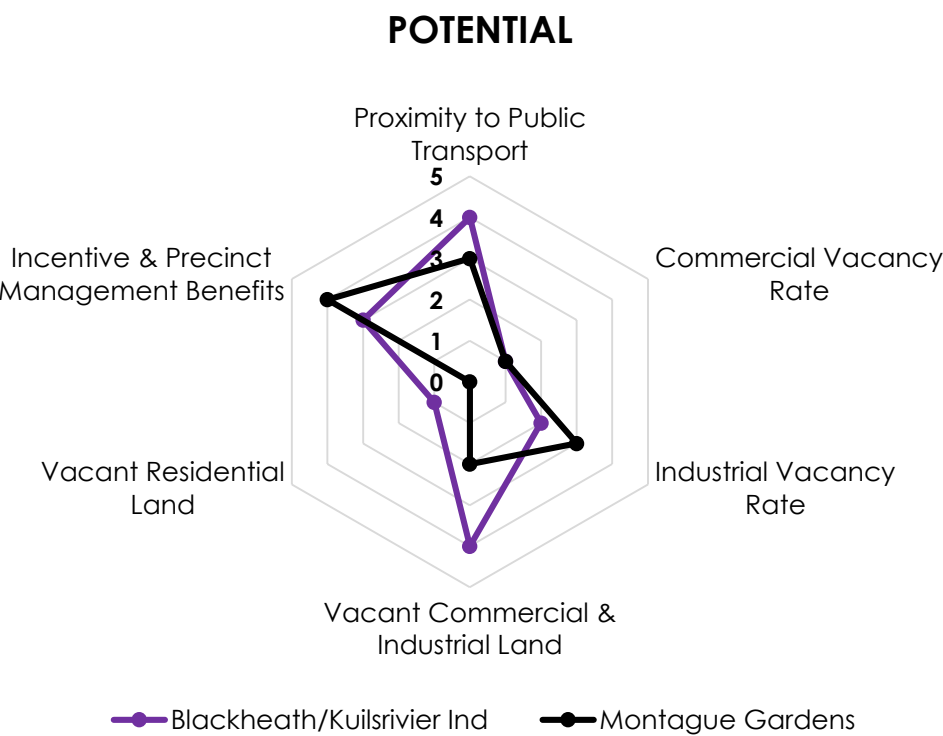 POTENTIAL
Proximity to Public
Transport
5
4
3
2
1
0
Commercial Vacancy
Rate
Industrial Vacancy
Rate
Vacant Commercial &
Industrial Land
Vacant Residential
Land
Incentive & Precinct
Management Benefits
Blackheath/Kuilsrivier Ind
Montague Gardens